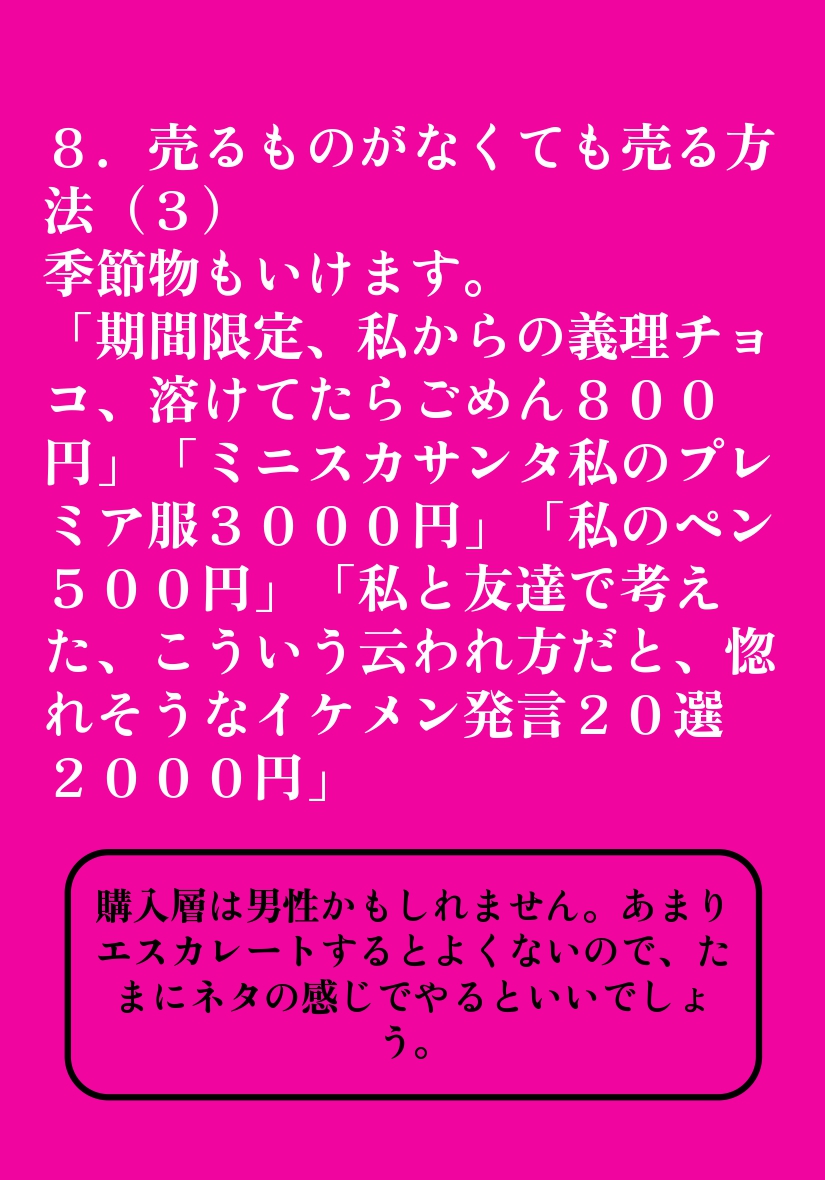 ８．売るものがなくても売る方
法（３）
季節物もいけます。
「期間限定、私からの義理チョ
コ、溶けてたらごめん８００
円」「ミニスカサンタ私のプレ
ミア服３０００円」「私のペン
５００円」「私と友達で考え
た、こういう云われ方だと、惚
れそうなイケメン発言２０選
２０００円」
購入層は男性かもしれません。あまり
エスカレートするとよくないので、た
まにネタの感じでやるといいでしょ
う。